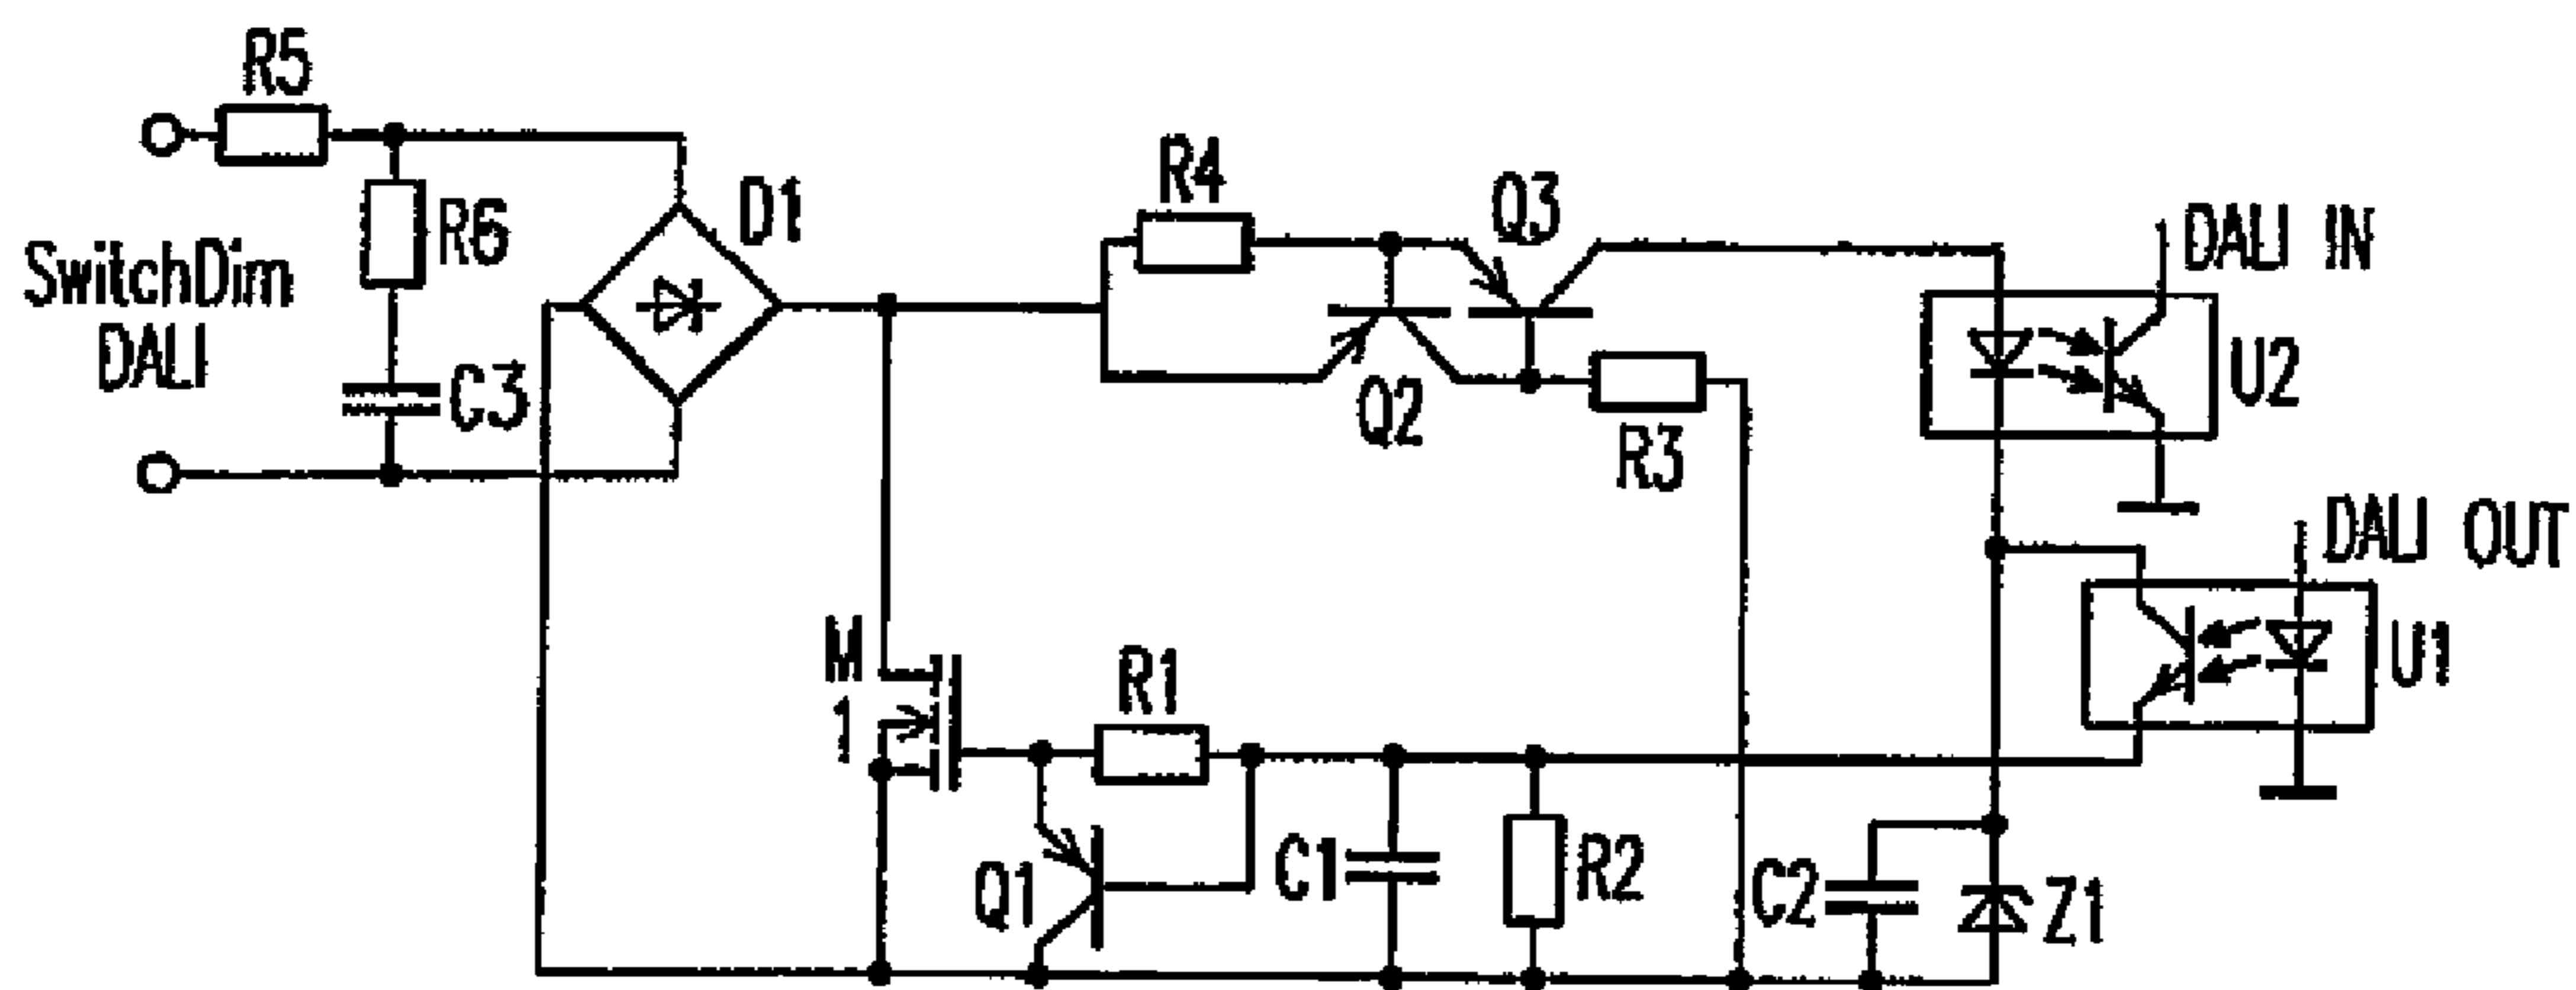 R5
R6
SwitchDim
DALI
C3
D1
R4
Q3
Q2
R3
DALI IN
U2
DALI OUT
U1
M
1
R1
Q1
C1
R2
C2
Z1